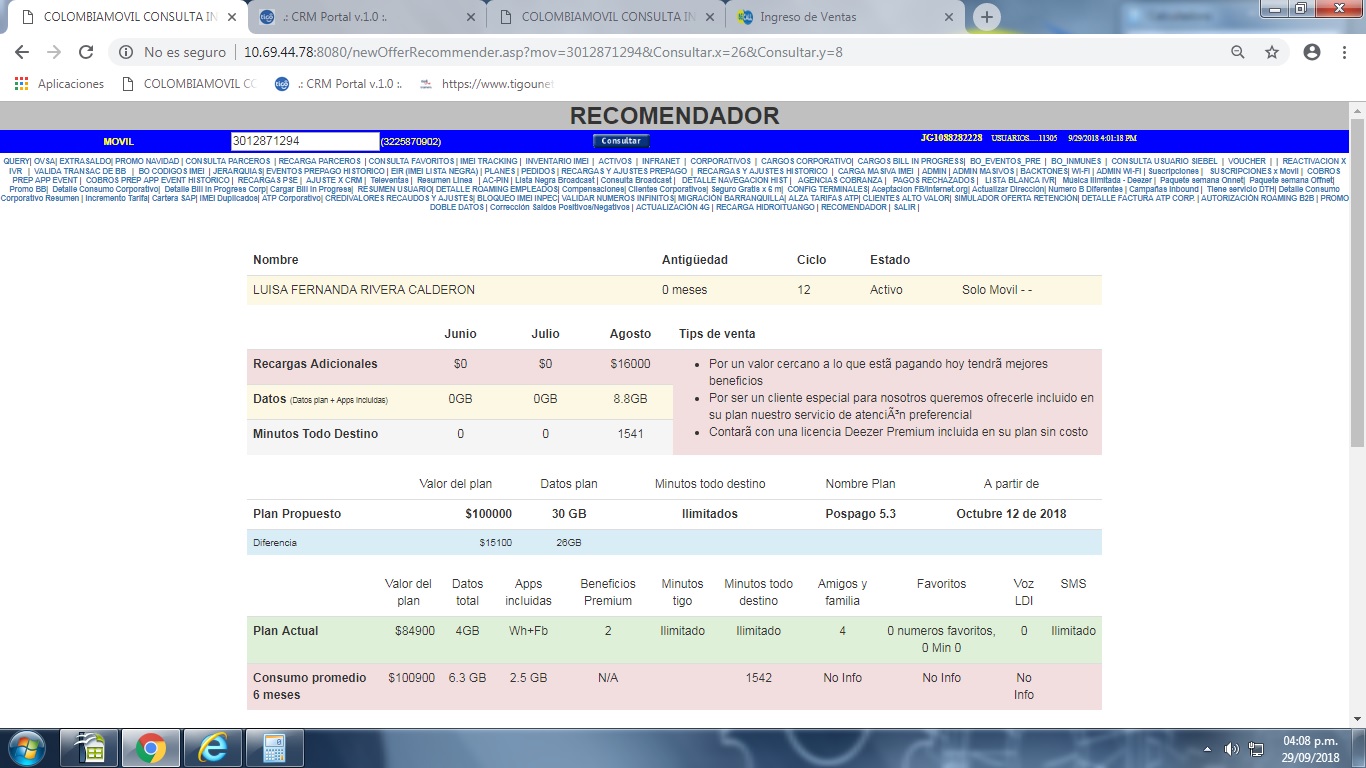 COLOMBIAMOVIL CONSULTA IN
.: CRM Portal v.1.0 :.
COLOMBIAMOVIL CONSULTA IN
Ingreso de Ventas
No es seguro | 10.69.44.78:8080/newOfferRecommender.asp?mov=3012871294&Consultar.x=26&Consultar.y=8
Aplicaciones
COLOMBIAMOVIL CO
.: CRM Portal v.1.0 :.
https://www.tigounet
RECOMENDADOR
MOVIL
3012871294
(3225870902)
Consultar
JG1088282228 USUARIOS.....11305 9/29/2018 4:01:18 PM
QUERY| OVSA| EXTRASALDO| PROMO NAVIDAD | CONSULTA PARCEROS | RECARGA PARCEROS | CONSULTA FAVORITOS | IMEI TRACKING | INVENTARIO IMEI | ACTIVOS | INFRANET | CORPORATIVOS | CARGOS CORPORATIVO| CARGOS BILL IN PROGRESS| BO_EVENTOS_PRE | BO_INMUNES | CONSULTA USUARIO SIEBEL | VOUCHER | | REACTIVACION X
IVR | VALIDA TRANSAC DE BB | BO CODIGOS IMEI | JERARQUIAS| EVENTOS PREPAGO HISTORICO | EIR (IMEI LISTA NEGRA) | PLANES | PEDIDOS | RECARGAS Y AJUSTES PREPAGO | RECARGAS Y AJUSTES HISTORICO | CARGA MASIVA IMEI | ADMIN | ADMIN MASIVOS | BACKTONES| WI-FI | ADMIN WI-FI | Suscripciones | SUSCRIPCIONES x Movil | COBROS
PREP APP EVENT | COBROS PREP APP EVENT HISTORICO | RECARGAS PSE | AJUSTE X CRM | Televentas | Resumen Linea | AC-PIN | Lista Negra Broadcast | Consulta Broadcast | DETALLE NAVEGACION HIST | AGENCIAS COBRANZA | PAGOS RECHAZADOS | LISTA BLANCA IVR| Música Ilimitada - Deezer | Paquete semana Onnet| Paquete semana Offnet|
Promo BB| Detalle Consumo Corporativo| Detalle Bill in Progress Corp| Cargar Bill in Progress| RESUMEN USUARIO| DETALLE ROAMING EMPLEADOS| Compensaciones| Clientes Corporativos| Seguro Gratis x 6 m| CONFIG TERMINALES| Aceptacion FB/Internet.org| Actualizar Dirección| Numero B Diferentes | Campañas Inbound | Tiene servicio DTH| Detalle Consumo
Corporativo Resumen | Incremento Tarifa| Cartera SAP| IMEI Duplicados| ATP Corporativo| CREDIVALORES RECAUDOS Y AJUSTES| BLOQUEO IMEI INPEC| VALIDAR NUMEROS INFINITOS| MIGRACIÓN BARRANQUILLA| ALZA TARIFAS ATP| CLIENTES ALTO VALOR| SIMULADOR OFERTA RETENCIÓN| DETALLE FACTURA ATP CORP. | AUTORIZACIÓN ROAMING B2B | PROMO
DOBLE DATOS | Corrección Saldos Positivos/Negativos | ACTUALIZACIÓN 4G | RECARGA HIDROITUANGO | RECOMENDADOR | SALIR |
Nombre Antigüedad Ciclo Estado
LUISA FERNANDA RIVERA CALDERON 0 meses 12 Activo Solo Movil - -
Junio Julio Agosto Tips de venta
Recargas Adicionales $0 $0 $16000
Datos (Datos plan + Apps incluidas) 0GB 0GB 8.8GB
Minutos Todo Destino 0 0 1541
Por un valor cercano a lo que estã pagando hoy tendrã mejores
beneficios
Por ser un cliente especial para nosotros queremos ofrecerle incluido en
su plan nuestro servicio de atenciÃ³n preferencial
Contarã con una licencia Deezer Premium incluida en su plan sin costo
Valor del plan Datos plan Minutos todo destino Nombre Plan A partir de
Plan Propuesto $100000 30 GB Ilimitados Pospago 5.3 Octubre 12 de 2018
Diferencia $15100 26GB
Valor del plan Datos total Apps incluidas Beneficios Premium Minutos tigo Minutos todo destino Amigos y familia Favoritos Voz LDI SMS
Plan Actual $84900 4GB Wh+Fb 2 Ilimitado Ilimitado 4 0 numeros favoritos, 0 Min 0 0 Ilimitado
Consumo promedio 6 meses $100900 6.3 GB 2.5 GB N/A 1542 No Info No Info No Info
04:08 p.m.
29/09/2018